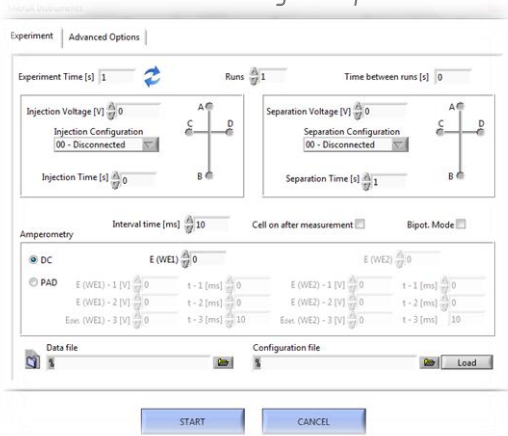 Experiment Advanced Options
Experiment Time [s] 1 Runs 1 Time between runs [s] 0
Injection Voltage [V] 0 A Separation Voltage [V] 0 A
Injection Configuration C D Separation Configuration C D
00 - Disconnected 00 - Disconnected
Injection Time [s] 0 B Separation Time [s] 1 B
Interval time [ms] 10 Cell on after measurement Bipot. Mode
Amperometry
DC E (WE1) 0 E (WE2) 0
PAD E (WE1) - 1 [V] 0 t - 1 [ms] 0 E (WE2) - 1 [V] 0 t - 1 [ms] 0
E (WE1) - 2 [V] 0 t - 2 [ms] 0 E (WE2) - 2 [V] 0 t - 2 [ms] 0
(WE1) - 3 [V] 0 t - 3 [ms] 10 (WE2) - 3 [V] 0 t - 3 [ms] 10
Data file Configuration file
Load
START CANCEL